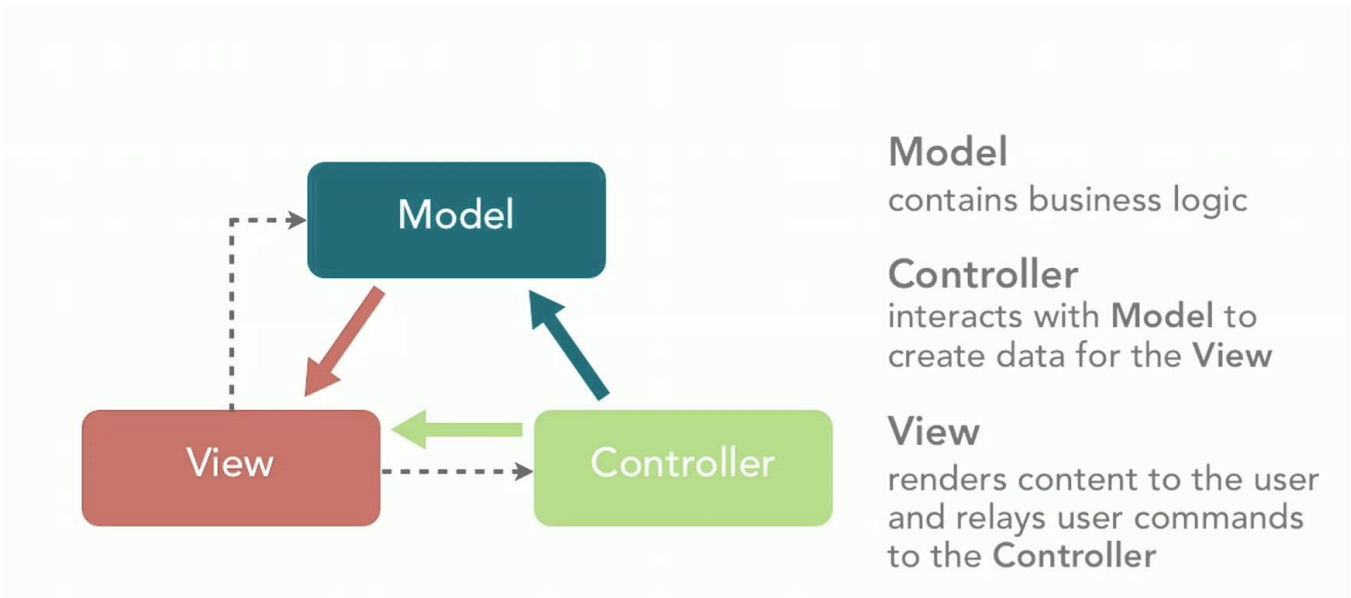 Model
View
Controller
Model
contains business logic
Controller
interacts with Model to
create data for the View
View
renders content to the user
and relays user commands
to the Controller